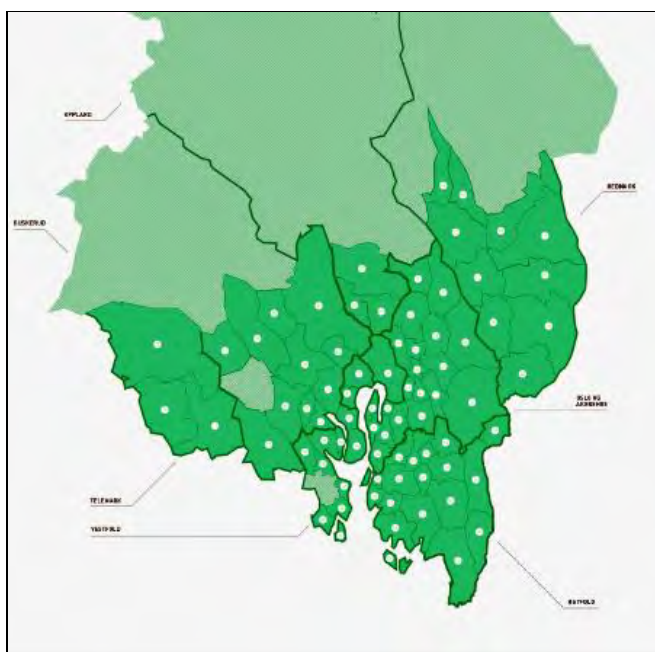 OPPLAND
HEDMARK
BUSKERUD
OSLO OG
AKERSHUS
TELEMARK
VESTFOLD
ØSTFOLD